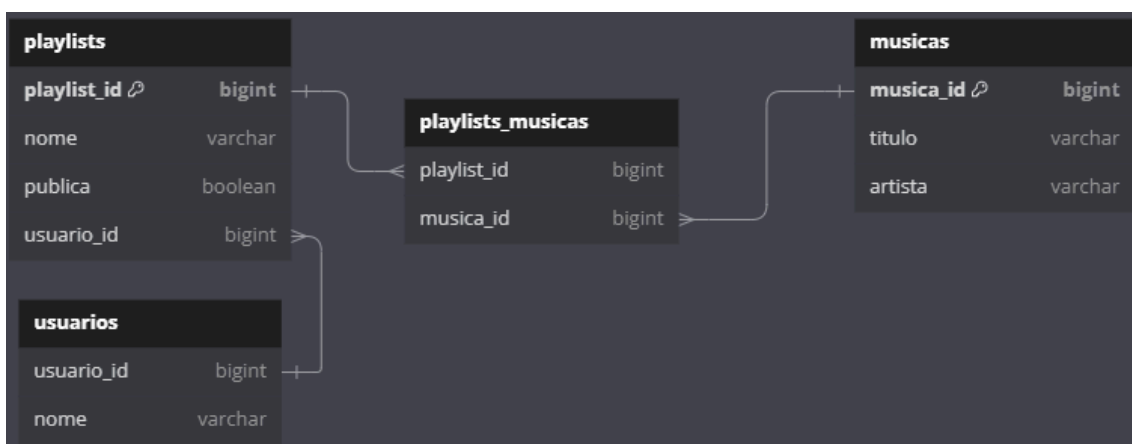 playlists
playlist_id bigint
nome varchar
publica boolean
usuario_id bigint
playlists_musicas
playlist_id bigint
musica_id bigint
musicas
musica_id bigint
titulo varchar
artista varchar
usuarios
usuario_id bigint
nome varchar